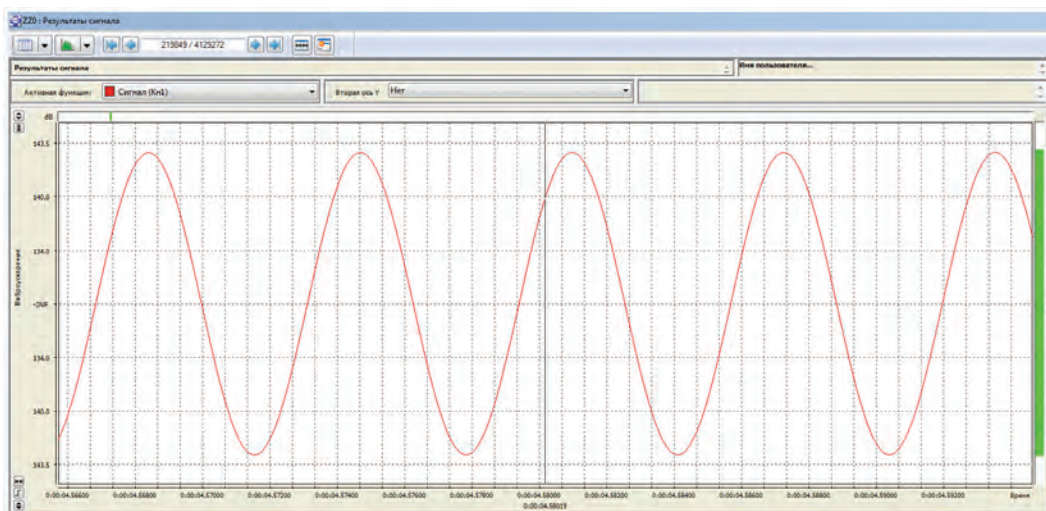 ZZ0 : Результаты сигнала
219849 / 4129272
Результаты сигнала
Имя пользователя...
Активная функция:
Сигнал (Кн1)
Вторая ось Y
Нет
dB
143.5
140.0
134.0
-INF
134.0
140.0
143.5
Виброускорение
0:00:04.56600 0:00:04.56800 0:00:04.57000 0:00:04.57200 0:00:04.57400 0:00:04.57600 0:00:04.57800 0:00:04.58000 0:00:04.58200 0:00:04.58400 0:00:04.58600 0:00:04.58800 0:00:04.59000 0:00:04.59200 Время
0:00:04.58019